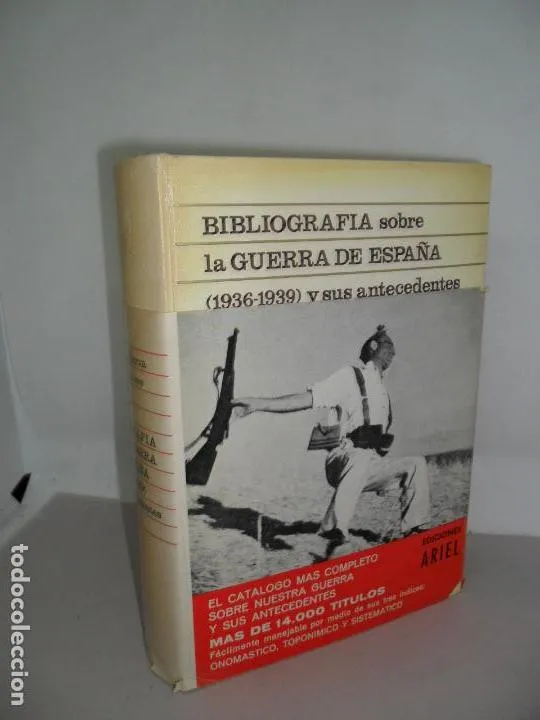 BIBLIOGRAFIA sobre
la GUERRA DE ESPAÑA
(1936-1939) y sus antecedentes
EDICIONES
ARIEL
EL CATALOGO MAS COMPLETO
SOBRE NUESTRA GUERRA
Y SUS ANTECEDENTES
MAS DE 14.000 TITULOS
Fácilmente manejable por medio de sus tres índices:
ONOMASTICO, TOPONIMICO Y SISTEMATICO
todocoleccion